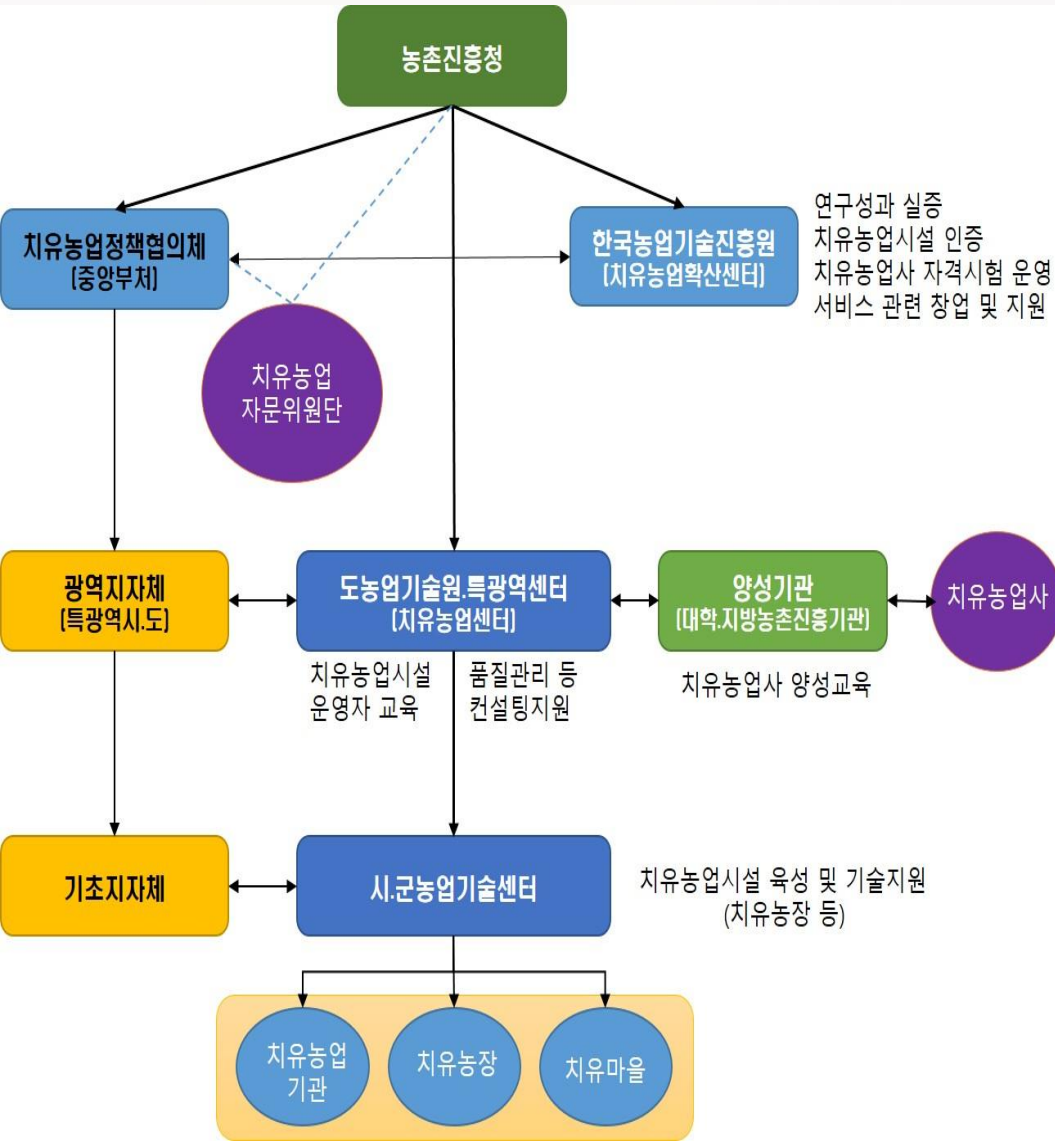 농촌진흥청
치유농업정책협의체
(중앙부처)
한국농업기술진흥원
(치유농업확산센터)
연구성과 실증
치유농업시설 인증
치유농업사 자격시험 운영
서비스 관련 창업 및 지원
치유농업
자문위원단
광역지자체
(특광역시.도)
도농업기술원.특광역센터
(치유농업센터)
양성기관
(대학.지방농촌진흥기관)
치유농업사
치유농업시설
운영자 교육
품질관리 등
컨설팅지원
치유농업사 양성교육
기초지자체
시.군농업기술센터
치유농업시설 육성 및 기술지원
(치유농장 등)
치유농업
기관
치유농장
치유마을